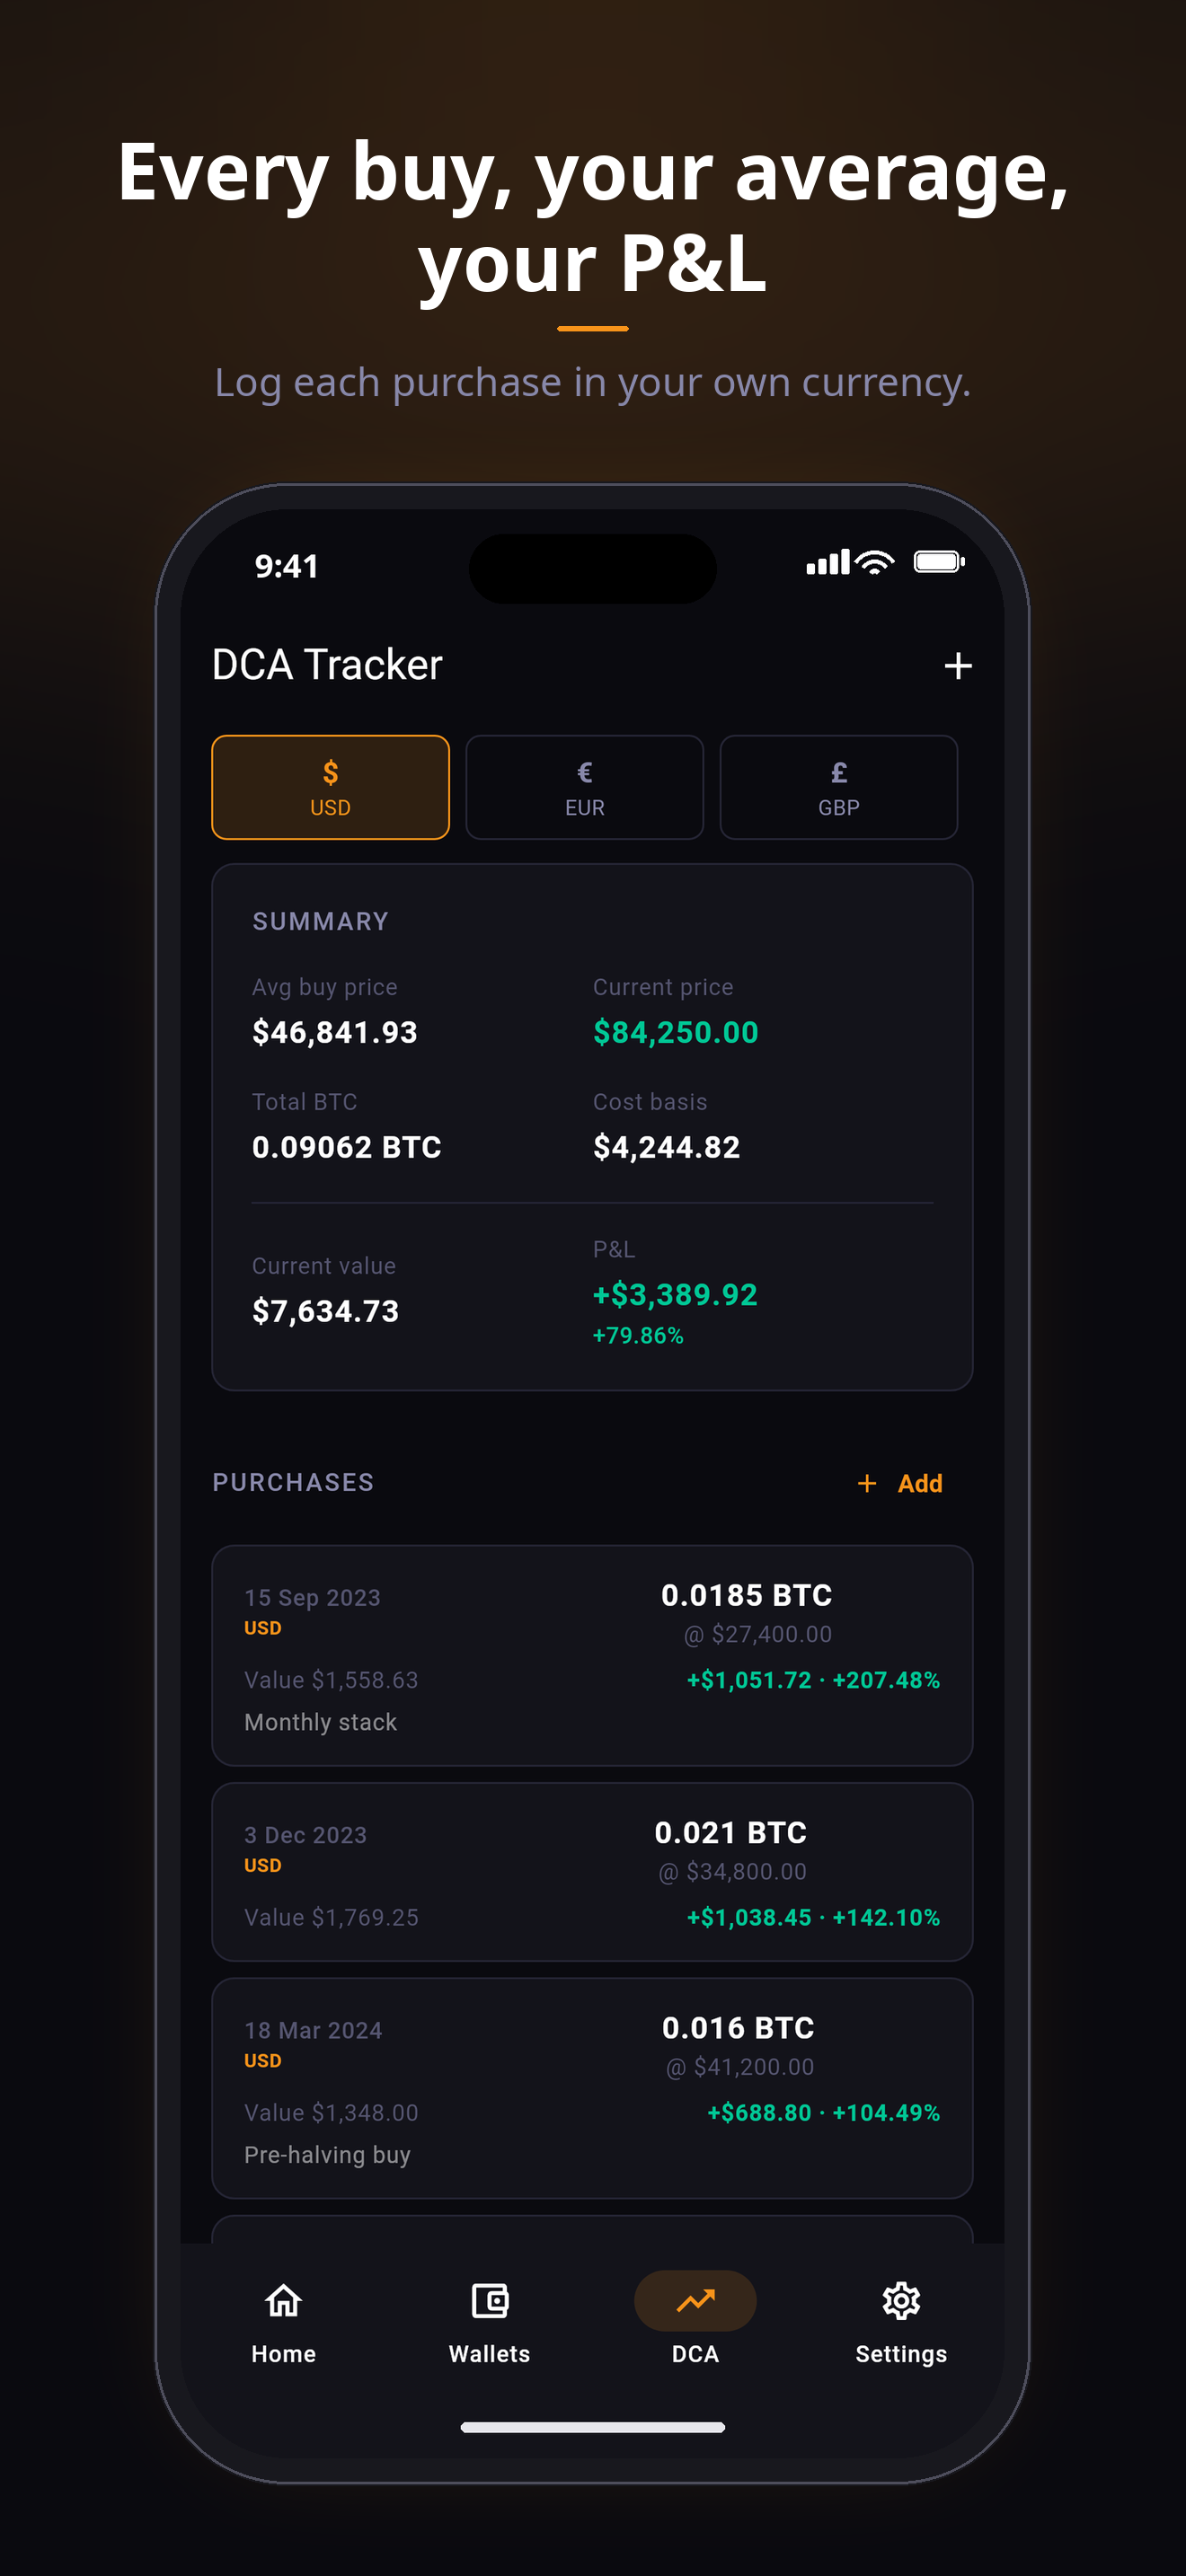 Every buy, your average,
your P&L
Log each purchase in your own currency.
9:41
DCA Tracker
+
$
USD
€
EUR
£
GBP
SUMMARY
Avg buy price
$46,841.93
Current price
$84,250.00
Total BTC
0.09062 BTC
Cost basis
$4,244.82
Current value
$7,634.73
P&L
+$3,389.92
+79.86%
PURCHASES
+ Add
15 Sep 2023
USD
0.0185 BTC
@ $27,400.00
Value $1,558.63
+$1,051.72 · +207.48%
Monthly stack
3 Dec 2023
USD
0.021 BTC
@ $34,800.00
Value $1,769.25
+$1,038.45 · +142.10%
18 Mar 2024
USD
0.016 BTC
@ $41,200.00
Value $1,348.00
+$688.80 · +104.49%
Pre-halving buy
Home
Wallets
DCA
Settings